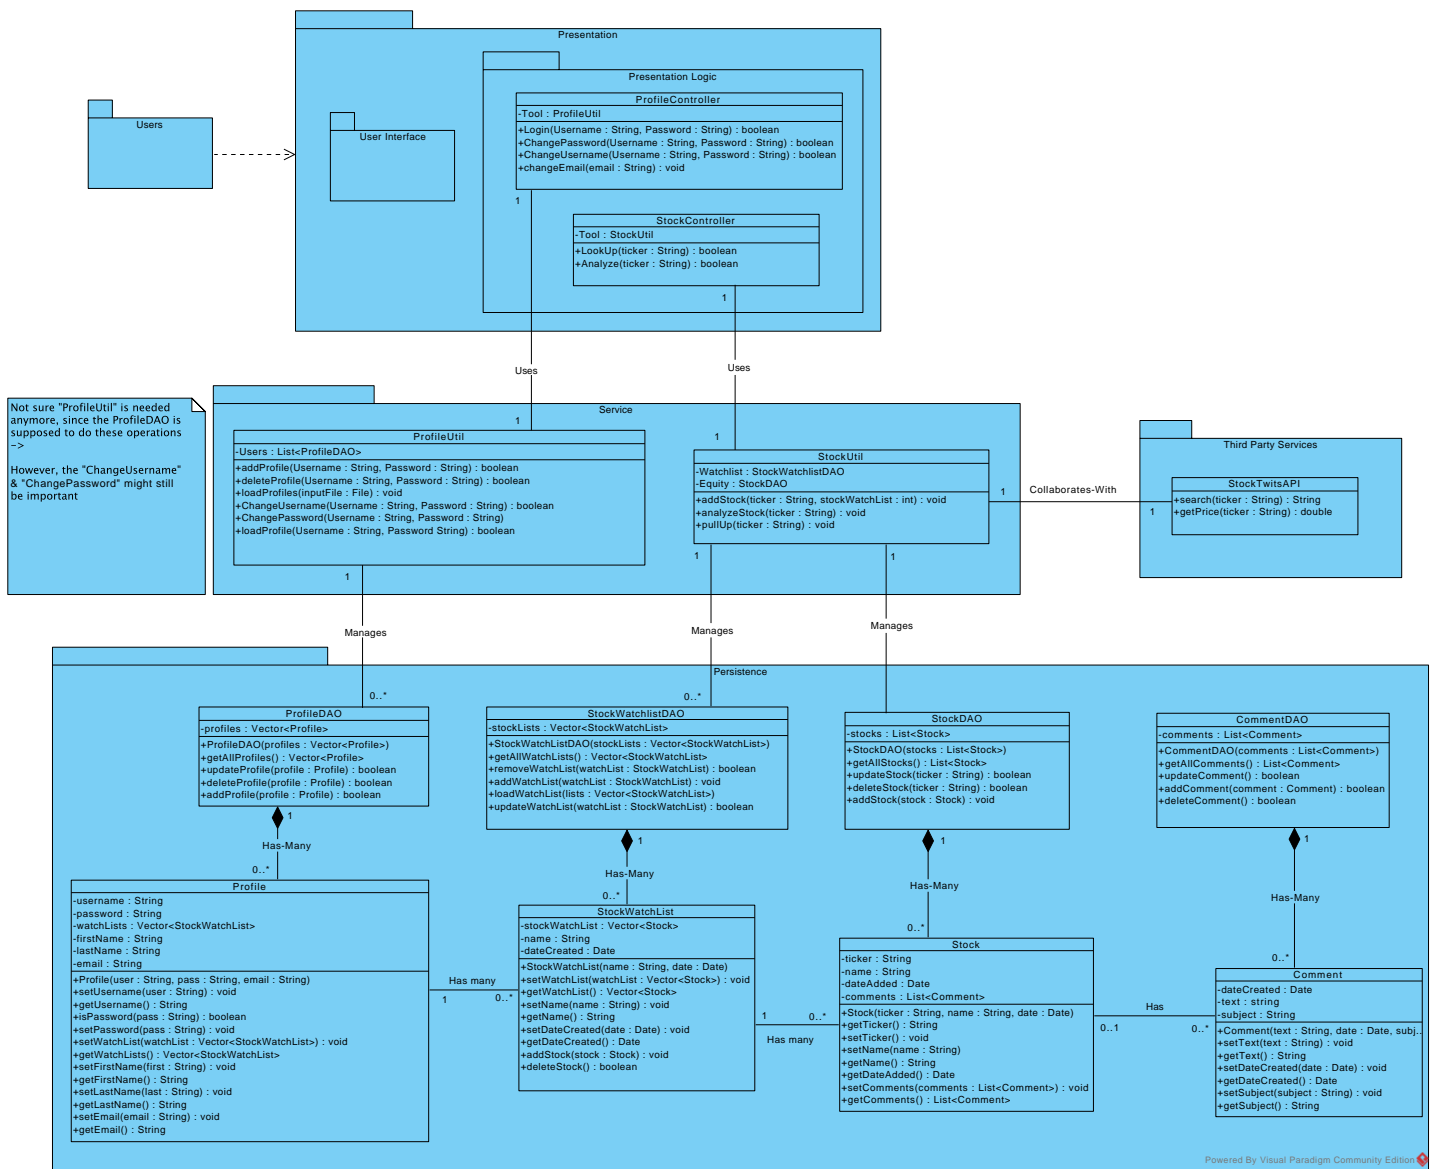 Presentation
Presentation Logic
ProfileController
-Tool : ProfileUtil
+Login(Username : String, Password : String) : boolean
+ChangePassword(Username : String, Password : String) : boolean
+ChangeUsername(Username : String, Password : String) : boolean
+changeEmail(email : String) : void
Users
User Interface
1
StockController
-Tool : StockUtil
+LookUp(ticker : String) : boolean
+Analyze(ticker : String) : boolean
1
Uses
Uses
Not sure "ProfileUtil" is needed
anymore, since the ProfileDAO is
supposed to do these operations
->
However, the "ChangeUsername"
& "ChangePassword" might still
be important
Service
1
1
ProfileUtil
-Users : List<ProfileDAO>
+addProfile(Username : String, Password : String) : boolean
+deleteProfile(Username : String, Password : String) : boolean
+loadProfiles(inputFile : File) : void
+ChangeUsername(Username : String, Password : String) : boolean
+ChangePassword(Username : String, Password : String)
+loadProfile(Username : String, Password String) : boolean
1
StockUtil
-Watchlist : StockWatchlistDAO
-Equity : StockDAO
+addStock(ticker : String, stockWatchList : int) : void
+analyzeStock(ticker : String) : void
+pullUp(ticker : String) : void
1
1
1
Collaborates-With
1
Third Party Services
StockTwitsAPI
+search(ticker : String) : String
+getPrice(ticker : String) : double
Manages
Manages
Manages
Persistence
0..*
0..*
ProfileDAO
-profiles : Vector<Profile>
+ProfileDAO(profiles : Vector<Profile>)
+getAllProfiles() : Vector<Profile>
+updateProfile(profile : Profile) : boolean
+deleteProfile(profile : Profile) : boolean
+addProfile(profile : Profile) : boolean
1
Has-Many
0..*
StockWatchlistDAO
-stockLists : Vector<StockWatchList>
+StockWatchListDAO(stockLists : Vector<StockWatchList>)
+getAllWatchLists() : Vector<StockWatchList>
+removeWatchList(watchList : StockWatchList) : boolean
+addWatchList(watchList : StockWatchList) : void
+loadWatchList(lists : Vector<StockWatchList>)
+updateWatchList(watchList : StockWatchList) : boolean
1
Has-Many
0..*
StockDAO
-stocks : List<Stock>
+StockDAO(stocks : List<Stock>)
+getAllStocks() : List<Stock>
+updateStock(ticker : String) : boolean
+deleteStock(ticker : String) : boolean
+addStock(stock : Stock) : void
1
Has-Many
0..*
CommentDAO
-comments : List<Comment>
+CommentDAO(comments : List<Comment>)
+getAllComments() : List<Comment>
+updateComment() : boolean
+addComment(comment : Comment) : boolean
+deleteComment() : boolean
1
Has-Many
0..*
Profile
-username : String
-password : String
-watchLists : Vector<StockWatchList>
-firstName : String
-lastName : String
-email : String
+Profile(user : String, pass : String, email : String)
+setUsername(user : String) : void
+getUsername() : String
+isPassword(pass : String) : boolean
+setPassword(pass : String) : void
+setWatchList(watchList : Vector<StockWatchList>) : void
+getWatchLists() : Vector<StockWatchList>
+setFirstName(first : String) : void
+getFirstName() : String
+setLastName(last : String) : void
+getLastName() : String
+setEmail(email : String) : void
+getEmail() : String
Has many
1
0..*
StockWatchList
-stockWatchList : Vector<Stock>
-name : String
-dateCreated : Date
+StockWatchList(name : String, date : Date)
+setWatchList(watchList : Vector<Stock>) : void
+getWatchList() : Vector<Stock>
+setName(name : String) : void
+getName() : String
+setDateCreated(date : Date) : void
+getDateCreated() : Date
+addStock(stock : Stock) : void
+deleteStock() : boolean
1
0..*
Has many
Stock
-ticker : String
-name : String
-dateAdded : Date
-comments : List<Comment>
+Stock(ticker : String, name : String, date : Date)
+getTicker() : String
+setTicker() : void
+setName(name : String)
+getName() : String
+getDateAdded() : Date
+setComments(comments : List<Comment>) : void
+getComments() : List<Comment>
Has
0..1
0..*
Comment
-dateCreated : Date
-text : string
-subject : String
+Comment(text : String, date : Date, subj...
+setText(text : String) : void
+getText() : String
+setDateCreated(date : Date) : void
+getDateCreated() : Date
+setSubject(subject : String) : void
+getSubject() : String
Powered By Visual Paradigm Community Edition